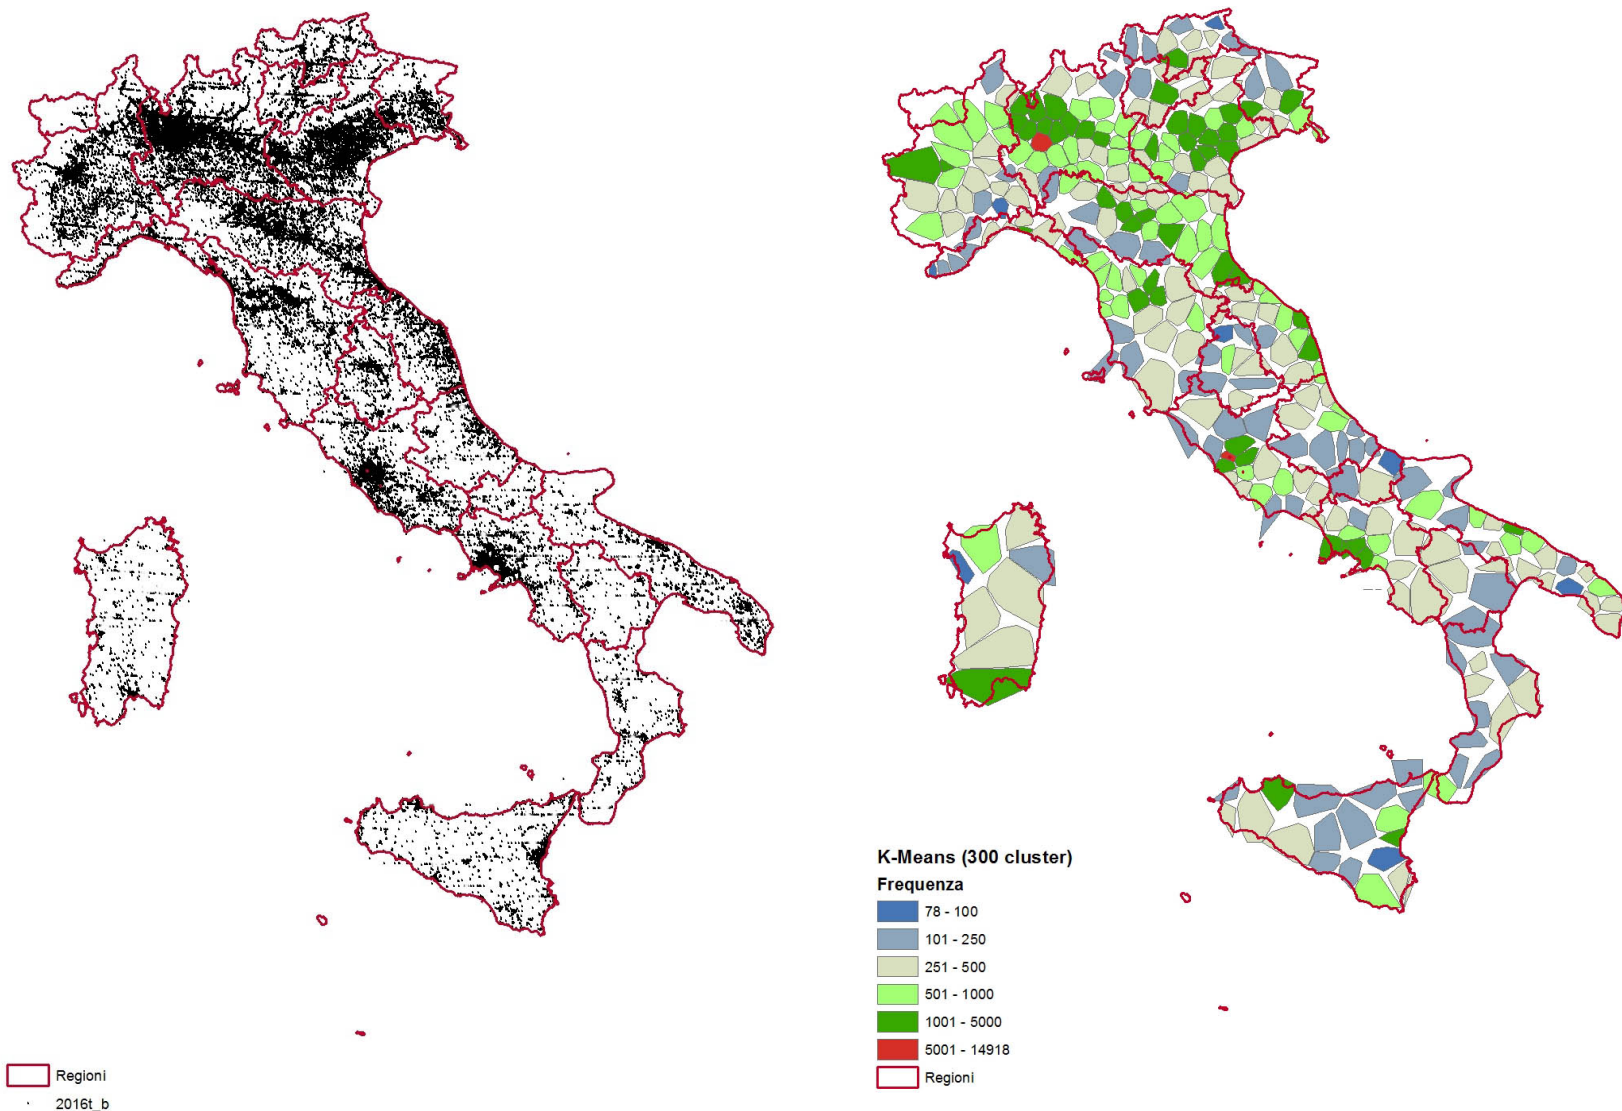 Regioni
2016t_b
K-Means (300 cluster)
Frequenza
78 - 100
101 - 250
251 - 500
501 - 1000
1001 - 5000
5001 - 14918
Regioni